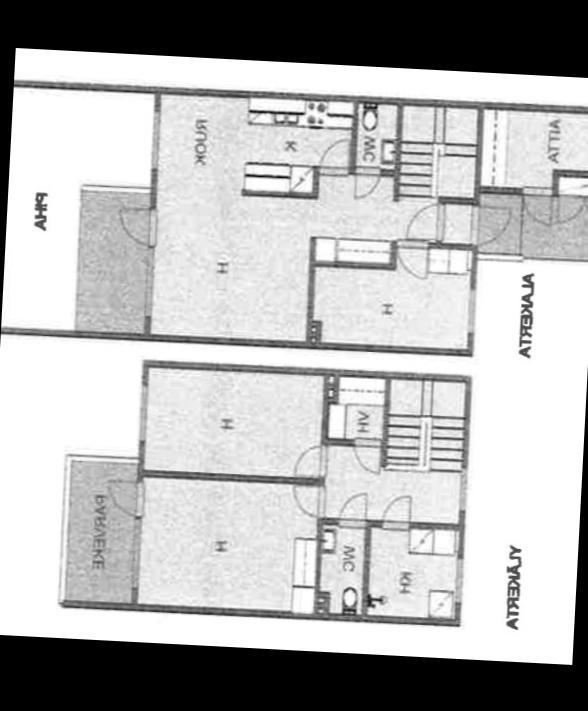 RUOK
K
WC
AITTA
PIHA
H
H
ALAKERTA
H
VH
PARVEKE
H
WC
KH
YLÄKERTA